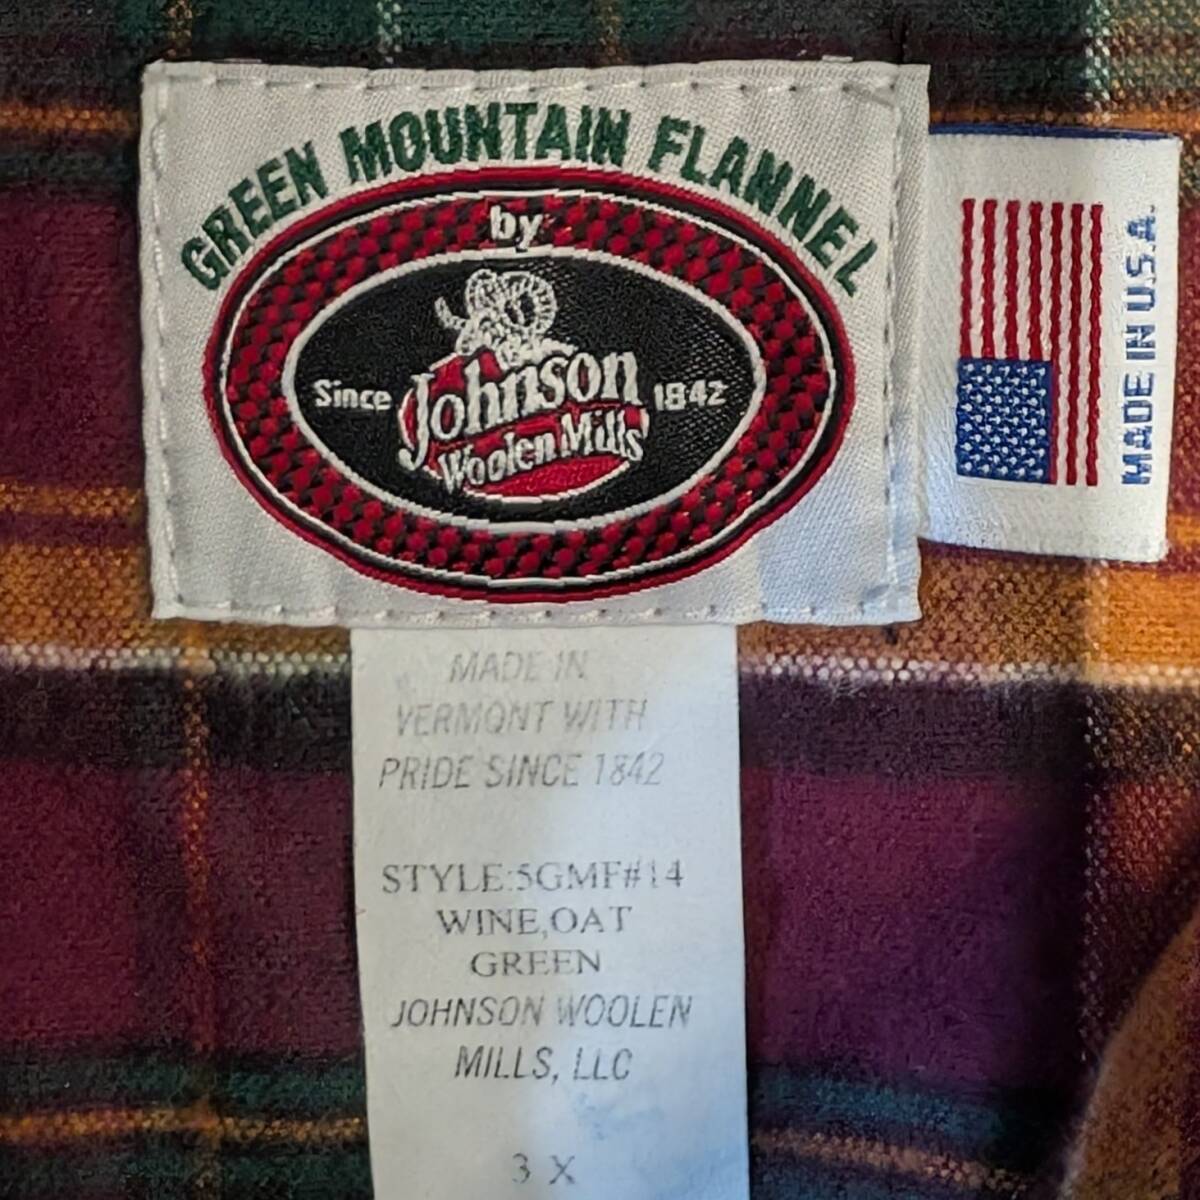 GREEN MOUNTAIN FLANNEL
by
Since Johnson 1842
Woolen Mills
MADE IN U.S.A.
MADE IN
VERMONT WITH
PRIDE SINCE 1842
STYLE:5GMF#14
WINE,OAT
GREEN
JOHNSON WOOLEN
MILLS, LLC
3 X